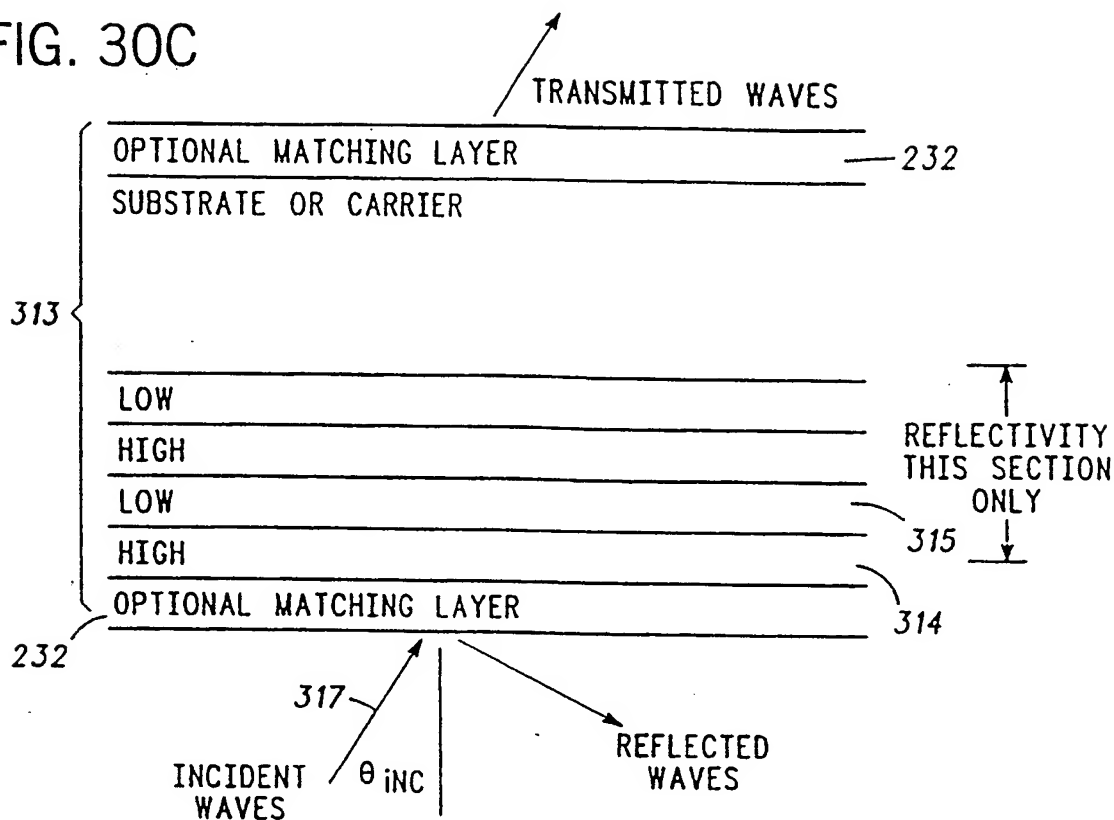 FIG. 30C
TRANSMITTED WAVES
OPTIONAL MATCHING LAYER
232
SUBSTRATE OR CARRIER
313
LOW
HIGH
LOW
HIGH
OPTIONAL MATCHING LAYER
REFLECTIVITY
THIS SECTION
ONLY
315
314
232
317
INCIDENT
WAVES
θ iNC
REFLECTED
WAVES